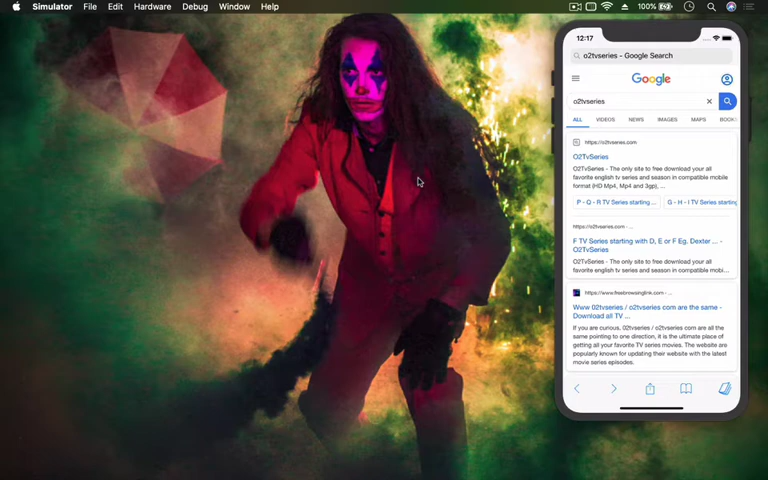 Simulator File Edit Hardware Debug Window Help 100%
12:17
o2tvseries - Google Search
Google
o2tvseries
ALL VIDEOS NEWS IMAGES MAPS BOOK
https://o2tvseries.com
O2TvSeries
O2TvSeries - The only site to free download your all
favorite english tv series and season in compatible mobile
format (HD Mp4, Mp4 and 3gp), ...
P - Q - R TV Series starting ... G - H - I TV Series starting
https://o2tvseries.com › ...
F TV Series starting with D, E or F Eg. Dexter ... -
O2TvSeries
O2TvSeries - The only site to free download your all
favorite english tv series and season in compatible mobi...
https://www.freebrowsinglink.com › ...
Www 02tvseries / o2tvseries com are the same -
Download all TV ...
If you are curious, 02tvseries / o2tvseries com are all the
same pointing to one direction, it is the ultimate place of
getting all your favorite TV series movies. The website are
popularly known for updating their website with the latest
movie series episodes.